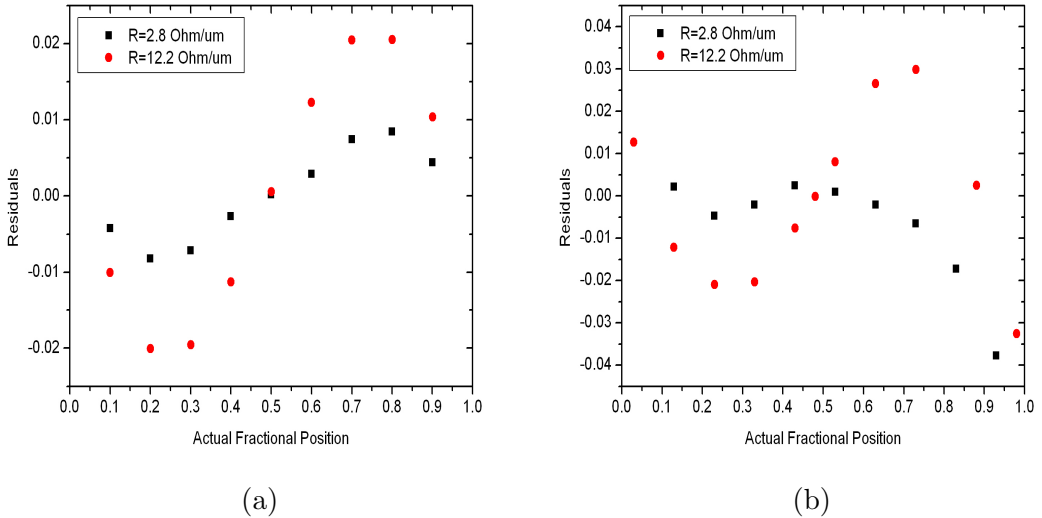 R=2.8 Ohm/um
R=12.2 Ohm/um
0.02
0.01
0.00
-0.01
-0.02
Residuals
0.0 0.1 0.2 0.3 0.4 0.5 0.6 0.7 0.8 0.9 1.0
Actual Fractional Position
(a)
R=2.8 Ohm/um
R=12.2 Ohm/um
0.04
0.03
0.02
0.01
0.00
-0.01
-0.02
-0.03
-0.04
Residuals
0.0 0.1 0.2 0.3 0.4 0.5 0.6 0.7 0.8 0.9 1.0
Actual Fractional Position
(b)